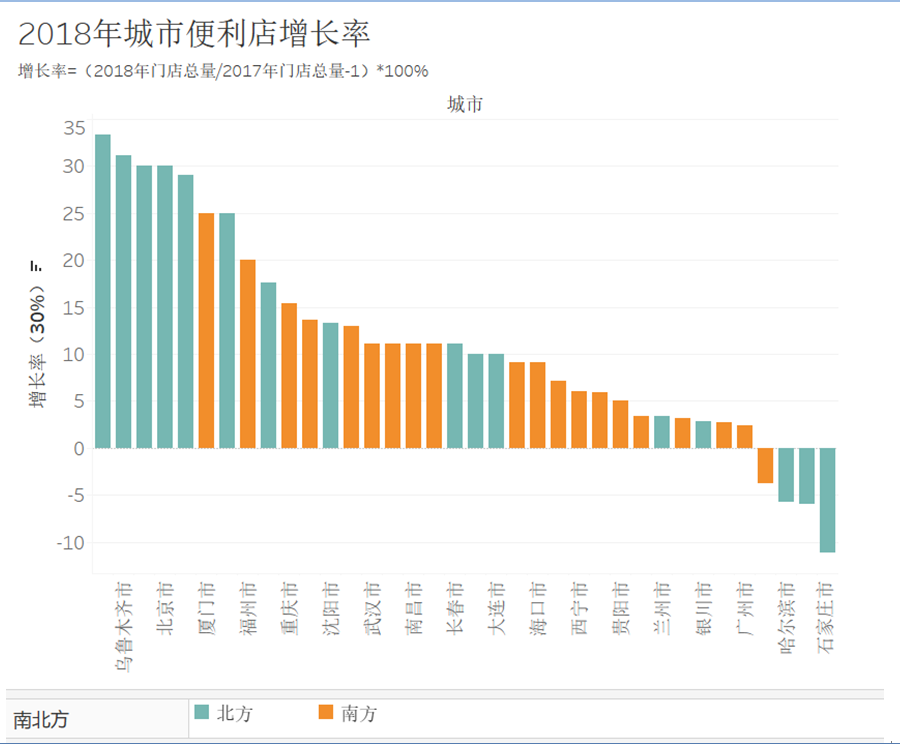 2018年城市便利店增长率
增长率=（2018年门店总量/2017年门店总量-1）*100%
城市
35
30
25
20
15
10
5
0
-5
-10
增长率（30%）
乌鲁木齐市
北京市
厦门市
福州市
重庆市
沈阳市
武汉市
南昌市
长春市
大连市
海口市
西宁市
贵阳市
兰州市
银川市
广州市
哈尔滨市
石家庄市
南北方
北方
南方